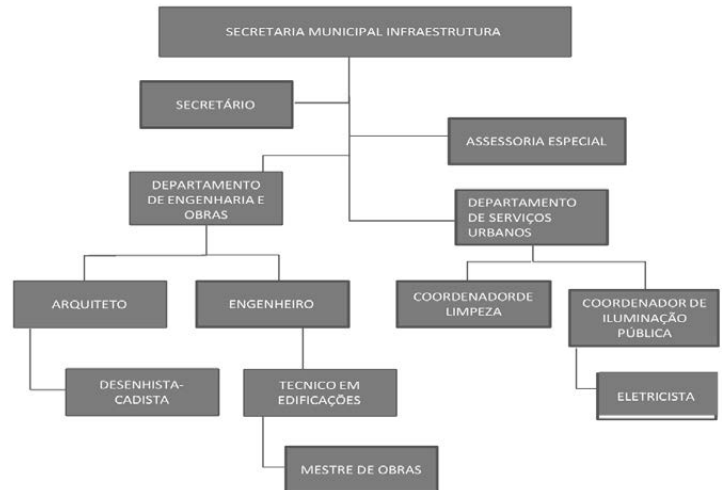 SECRETARIA MUNICIPAL INFRAESTRUTURA
SECRETÁRIO
ASSESSORIA ESPECIAL
DEPARTAMENTO
DE ENGENHARIA E
OBRAS
DEPARTAMENTO
DE SERVIÇOS
URBANOS
ARQUITETO
ENGENHEIRO
COORDENADORDE
LIMPEZA
COORDENADOR DE
ILUMINAÇÃO
PÚBLICA
DESENHISTA-
CADISTA
TECNICO EM
EDIFICAÇÕES
ELETRICISTA
MESTRE DE OBRAS